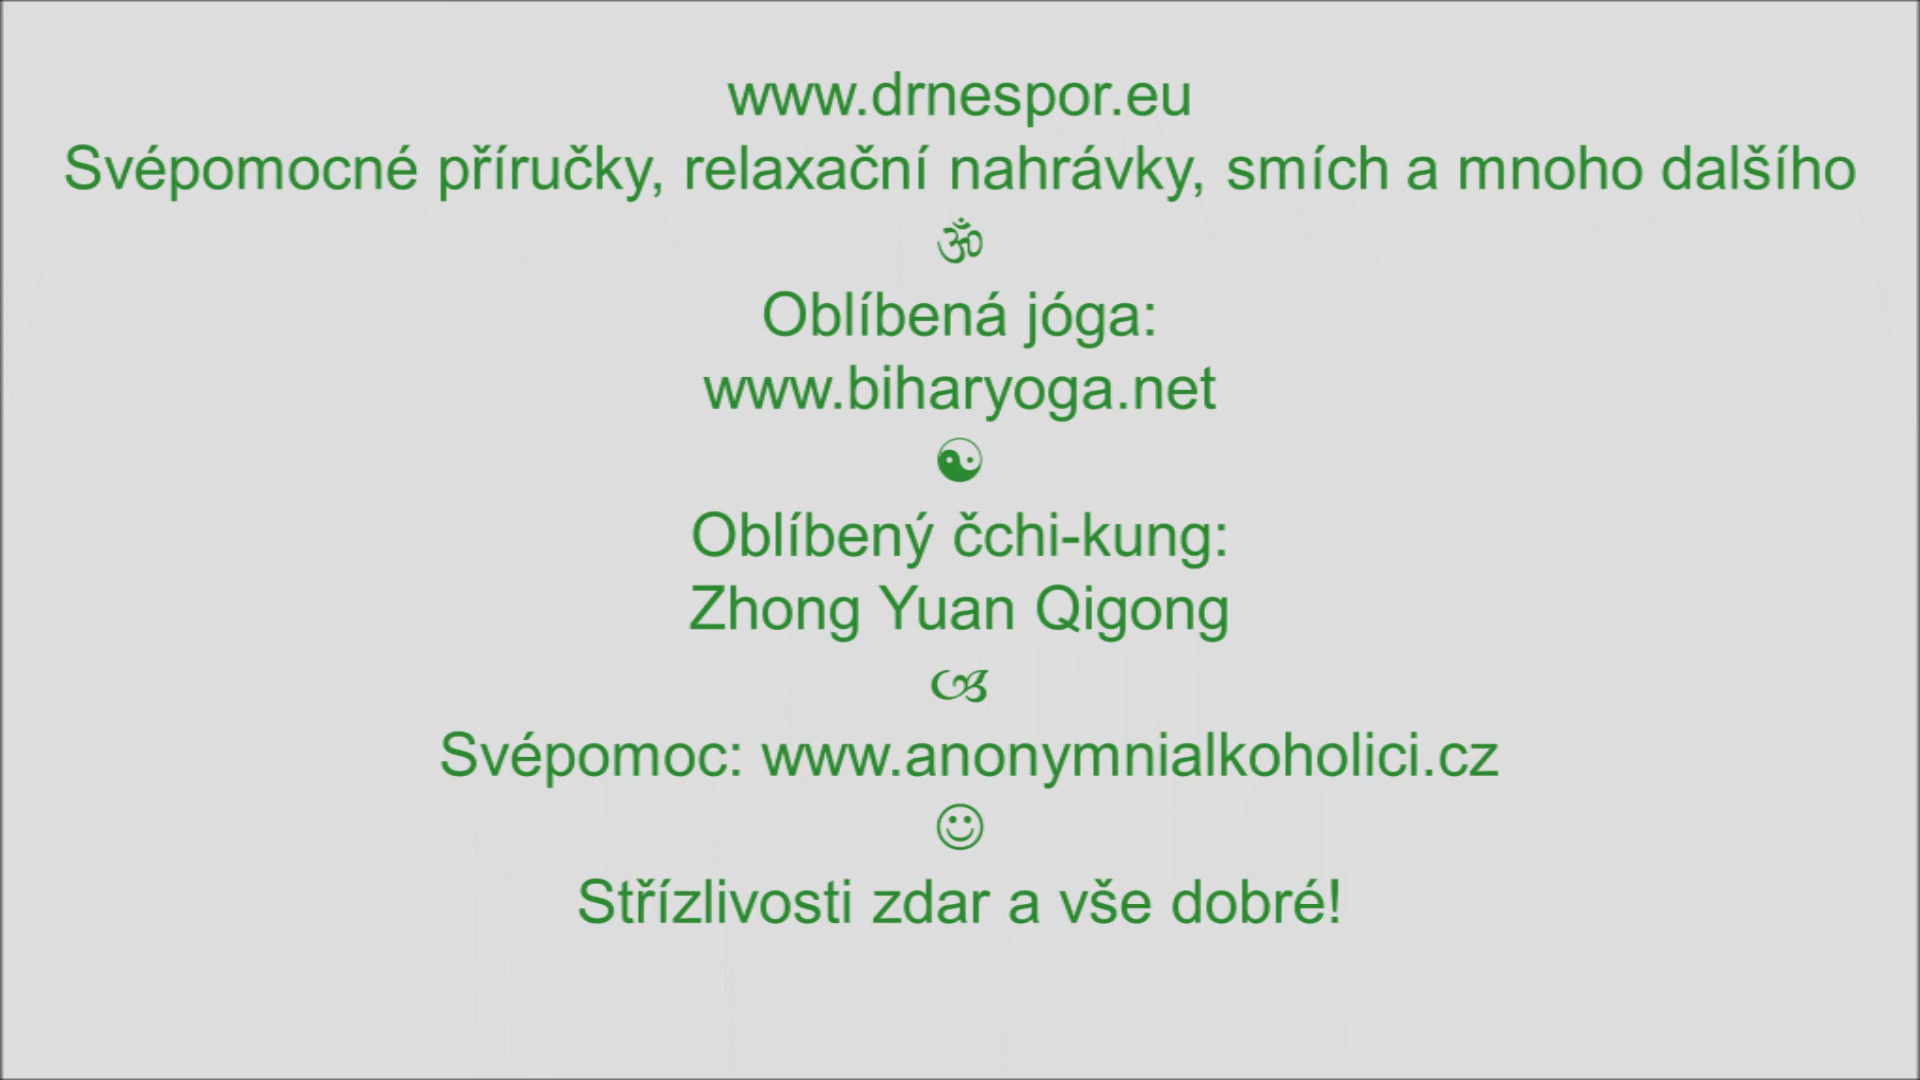 www.drnespor.eu
Svépomocné příručky, relaxační nahrávky, smích a mnoho dalšího
ॐ
Oblíbená jóga:
www.biharyoga.net
☯
Oblíbený čchi-kung:
Zhong Yuan Qigong
🙢
Svépomoc: www.anonymnialkoholici.cz
☺
Střízlivosti zdar a vše dobré!